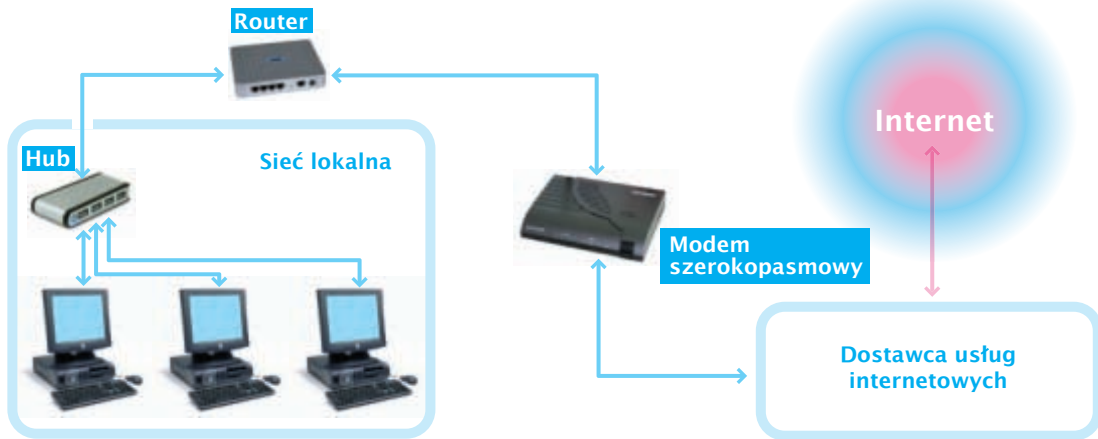 Router
Internet
Hub
Sieć lokalna
Modem
szerokopasmowy
Dostawca usług
internetowych